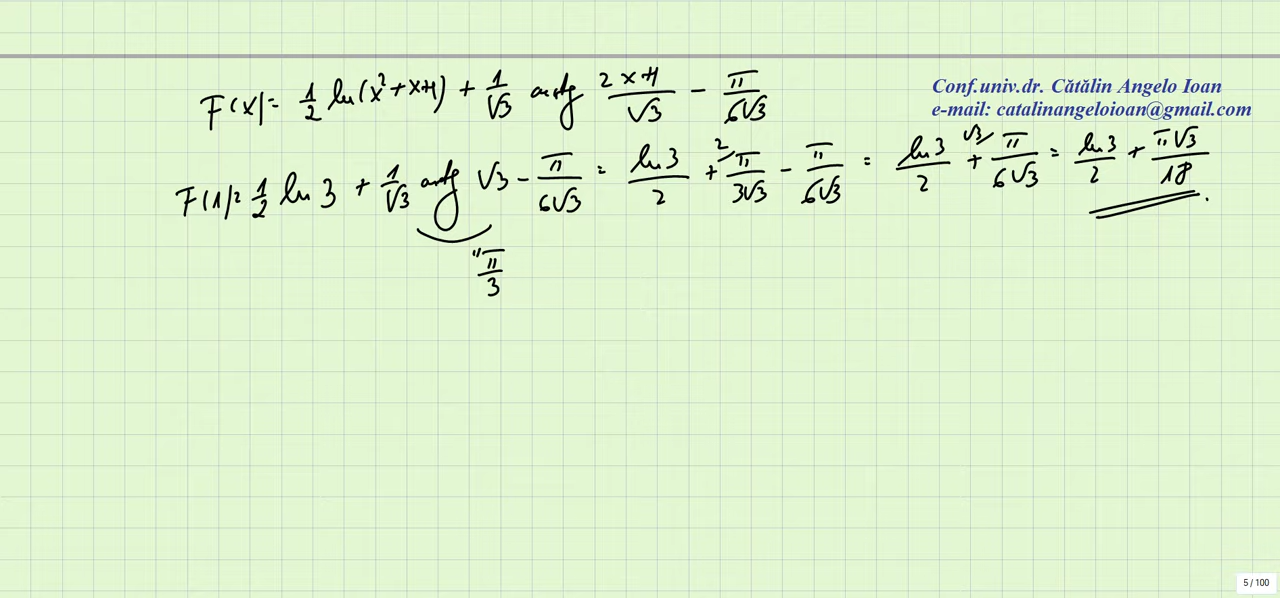 F(x) = 1/2 ln(x²+x+1) + 1/√3 arctg (2x+1)/√3 − π/(6√3)
Conf.univ.dr. Cătălin Angelo Ioan
e-mail: catalinangeloioan@gmail.com
F(1) = 1/2 ln 3 + 1/√3 arctg √3 − π/(6√3) = ln 3/2 + ²⁾π/(3√3) − π/(6√3) = ln 3/2 + √3⁾π/(6√3) = ln 3/2 + π√3/18 .
" π/3
5 / 100